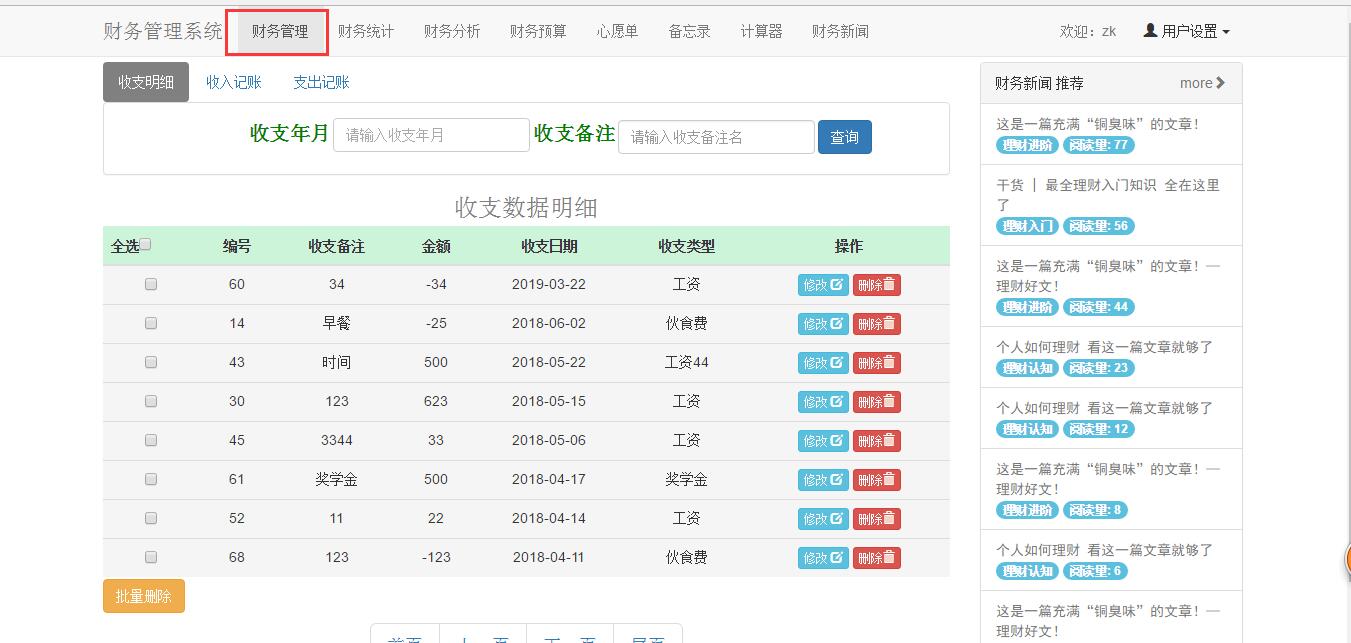 财务管理系统 财务管理 财务统计 财务分析 财务预算 心愿单 备忘录 计算器 财务新闻 欢迎：zk 用户设置
收支明细 收入记账 支出记账
收支年月 请输入收支年月 收支备注 请输入收支备注名 查询
收支数据明细
全选 编号 收支备注 金额 收支日期 收支类型 操作
60 34 -34 2019-03-22 工资 修改 删除
14 早餐 -25 2018-06-02 伙食费 修改 删除
43 时间 500 2018-05-22 工资44 修改 删除
30 123 623 2018-05-15 工资 修改 删除
45 3344 33 2018-05-06 工资 修改 删除
61 奖学金 500 2018-04-17 奖学金 修改 删除
52 11 22 2018-04-14 工资 修改 删除
68 123 -123 2018-04-11 伙食费 修改 删除
批量删除
首页 上一页 下一页 尾页
财务新闻 推荐 more
这是一篇充满“铜臭味”的文章！
理财进阶 阅读量: 77
干货 | 最全理财入门知识 全在这里
了
理财入门 阅读量: 56
这是一篇充满“铜臭味”的文章！—
理财好文！
理财进阶 阅读量: 44
个人如何理财 看这一篇文章就够了
理财认知 阅读量: 23
个人如何理财 看这一篇文章就够了
理财认知 阅读量: 12
这是一篇充满“铜臭味”的文章！—
理财好文！
理财进阶 阅读量: 8
个人如何理财 看这一篇文章就够了
理财认知 阅读量: 6
这是一篇充满“铜臭味”的文章！—
理财好文！